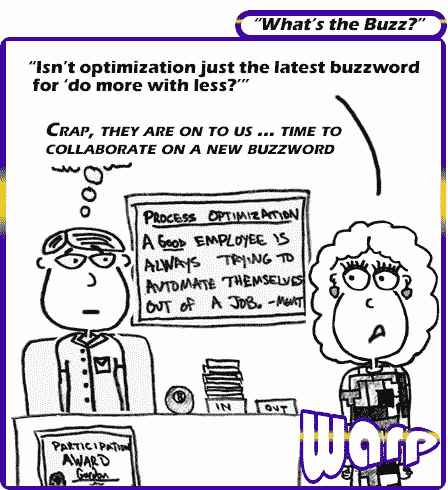 “What’s the Buzz?”
“Isn’t optimization just the latest buzzword
for ‘do more with less?’”
CRAP, THEY ARE ON TO US ... TIME TO
COLLABORATE ON A NEW BUZZWORD
PROCESS OPTIMIZATION
A GOOD EMPLOYEE IS
ALWAYS TRYING TO
AUTOMATE THEMSELVES
OUT OF A JOB. -MGMT
8
IN
OUT
PARTICIPATION
AWARD
Gordon
Warp